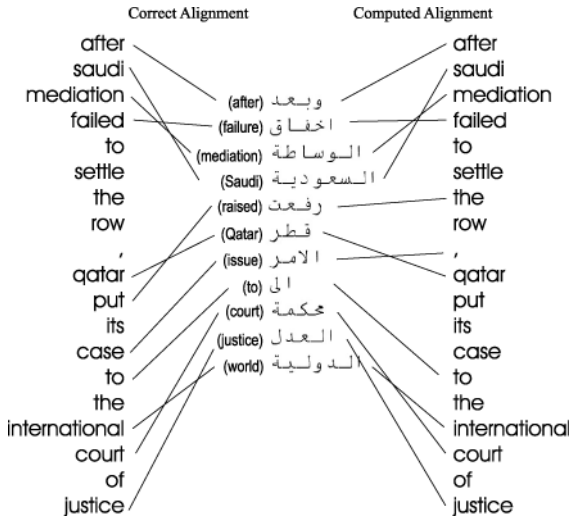 Correct Alignment
Computed Alignment
after
saudi
mediation
failed
to
settle
the
row
,
qatar
put
its
case
to
the
international
court
of
justice
(after) وبعد
(failure) اخفاق
(mediation) الوساطة
(Saudi) السعودية
(raised) رفعت
(Qatar) قطر
(issue) الامر
(to) الى
(court) محكمة
(justice) العدل
(world) الدولية
after
saudi
mediation
failed
to
settle
the
row
,
qatar
put
its
case
to
the
international
court
of
justice